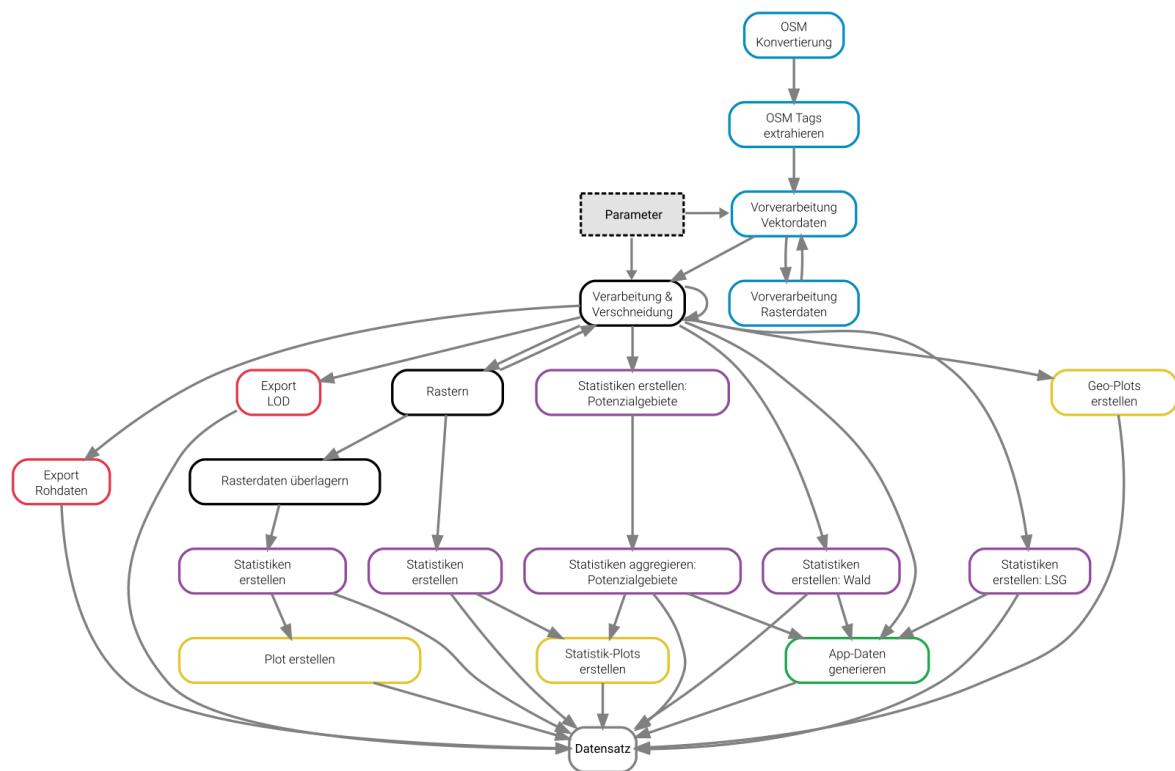 OSM
Konvertierung
OSM Tags
extrahieren
Parameter
Vorverarbeitung
Vektordaten
Verarbeitung &
Verschneidung
Vorverarbeitung
Rasterdaten
Export
LOD
Rastern
Statistiken erstellen:
Potenzialgebiete
Geo-Plots
erstellen
Export
Rohdaten
Rasterdaten überlagern
Statistiken
erstellen
Statistiken
erstellen
Statistiken aggregieren:
Potenzialgebiete
Statistiken
erstellen: Wald
Statistiken
erstellen: LSG
Plot erstellen
Statistik-Plots
erstellen
App-Daten
generieren
Datensatz